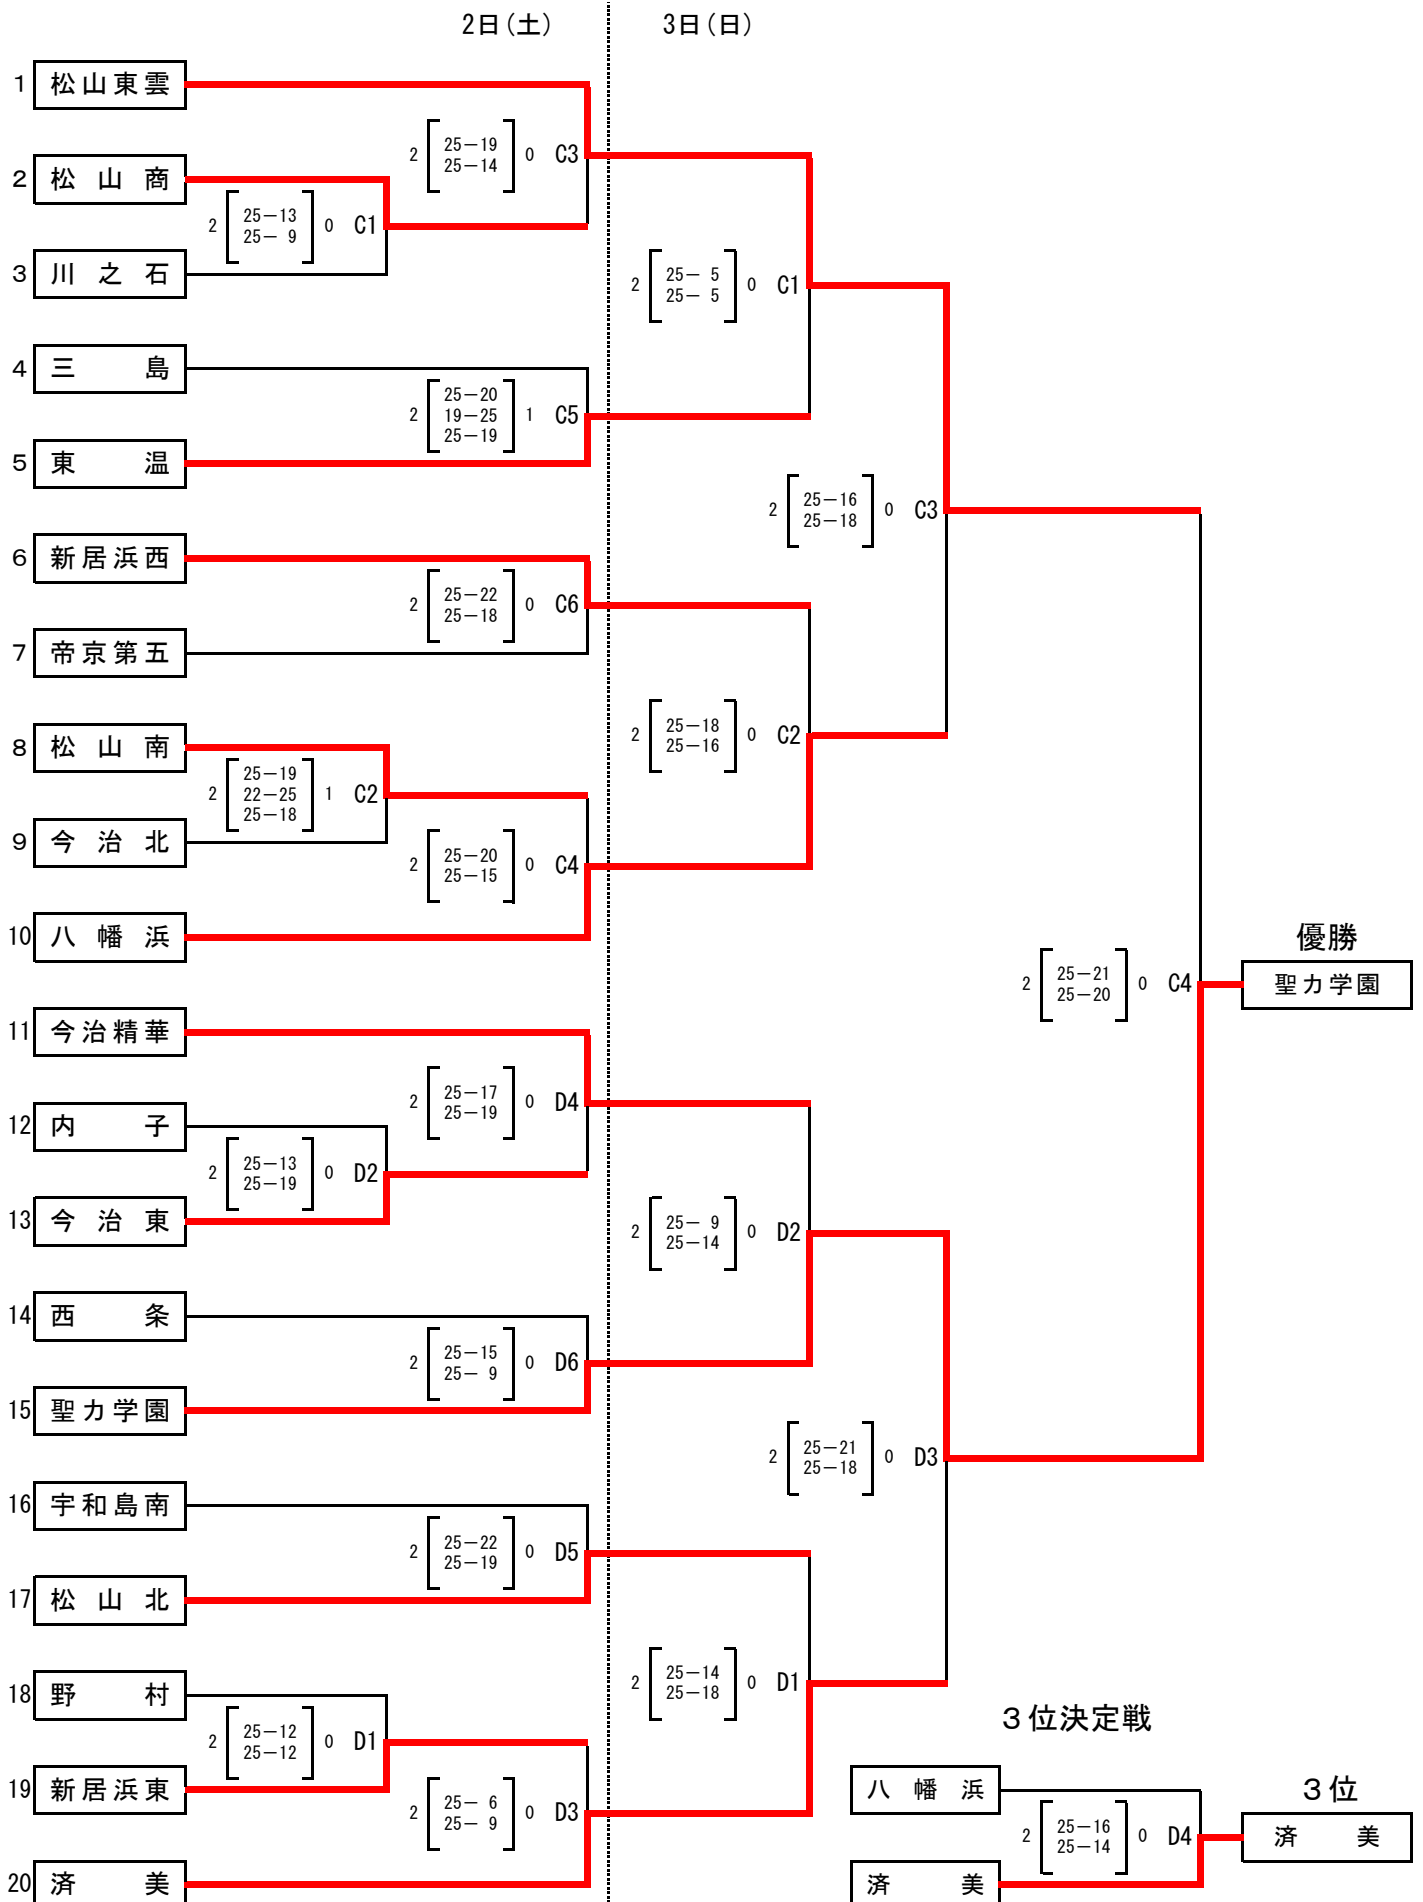 2日(土) 3日(日)
1 松山東雲
2 [25－19 25－14] 0 C3
2 松山商
2 [25－13 25－ 9] 0 C1
3 川之石
2 [25－ 5 25－ 5] 0 C1
4 三島
2 [25－20 19－25 25－19] 1 C5
5 東温
2 [25－16 25－18] 0 C3
6 新居浜西
2 [25－22 25－18] 0 C6
7 帝京第五
2 [25－18 25－16] 0 C2
8 松山南
2 [25－19 22－25 25－18] 1 C2
9 今治北
2 [25－20 25－15] 0 C4
10 八幡浜
優勝
2 [25－21 25－20] 0 C4 聖カ学園
11 今治精華
2 [25－17 25－19] 0 D4
12 内子
2 [25－13 25－19] 0 D2
13 今治東
2 [25－ 9 25－14] 0 D2
14 西条
2 [25－15 25－ 9] 0 D6
15 聖カ学園
2 [25－21 25－18] 0 D3
16 宇和島南
2 [25－22 25－19] 0 D5
17 松山北
2 [25－14 25－18] 0 D1
18 野村
2 [25－12 25－12] 0 D1
19 新居浜東
2 [25－ 6 25－ 9] 0 D3
20 済美
3位決定戦
八幡浜 3位
2 [25－16 25－14] 0 D4 済美
済美